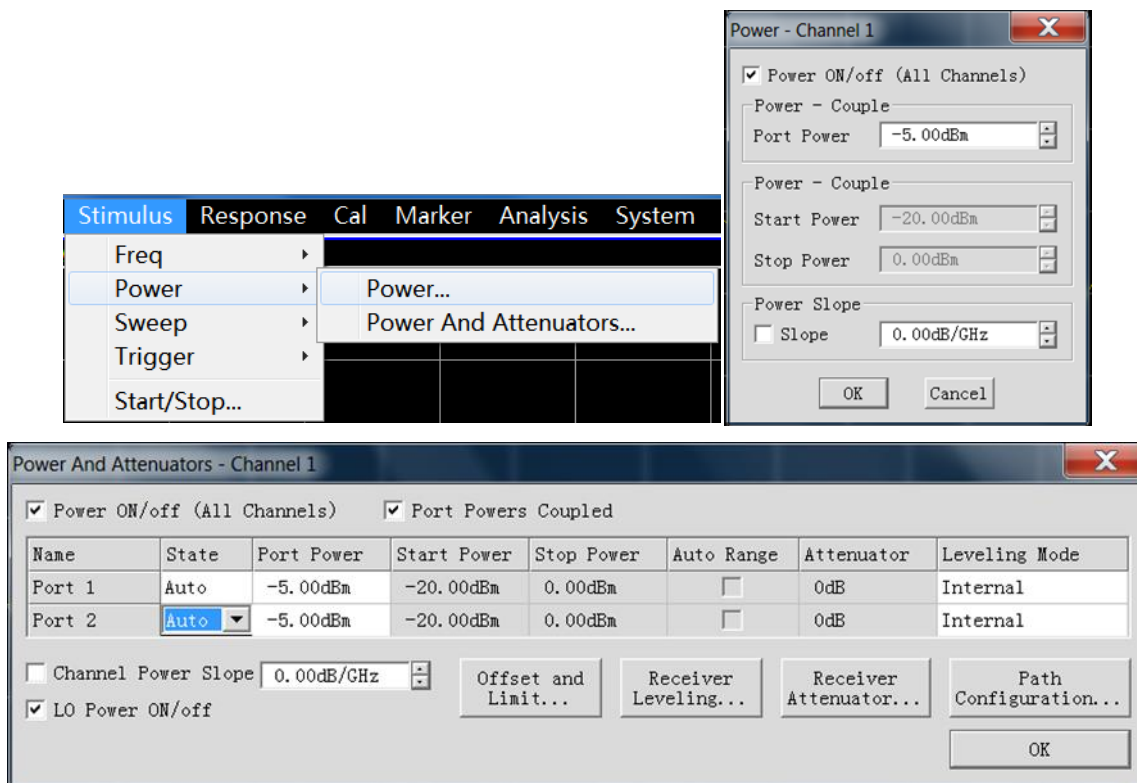 Power - Channel 1
Power ON/off (All Channels)
Power - Couple
Port Power -5.00dBm
Power - Couple
Start Power -20.00dBm
Stop Power 0.00dBm
Power Slope
Slope 0.00dB/GHz
OK Cancel
Stimulus Response Cal Marker Analysis System
Freq
Power
Sweep
Trigger
Start/Stop...
Power...
Power And Attenuators...
Power And Attenuators - Channel 1
Power ON/off (All Channels) Port Powers Coupled
Name State Port Power Start Power Stop Power Auto Range Attenuator Leveling Mode
Port 1 Auto -5.00dBm -20.00dBm 0.00dBm 0dB Internal
Port 2 Auto -5.00dBm -20.00dBm 0.00dBm 0dB Internal
Channel Power Slope 0.00dB/GHz
LO Power ON/off
Offset and
Limit...
Receiver
Leveling...
Receiver
Attenuator...
Path
Configuration...
OK